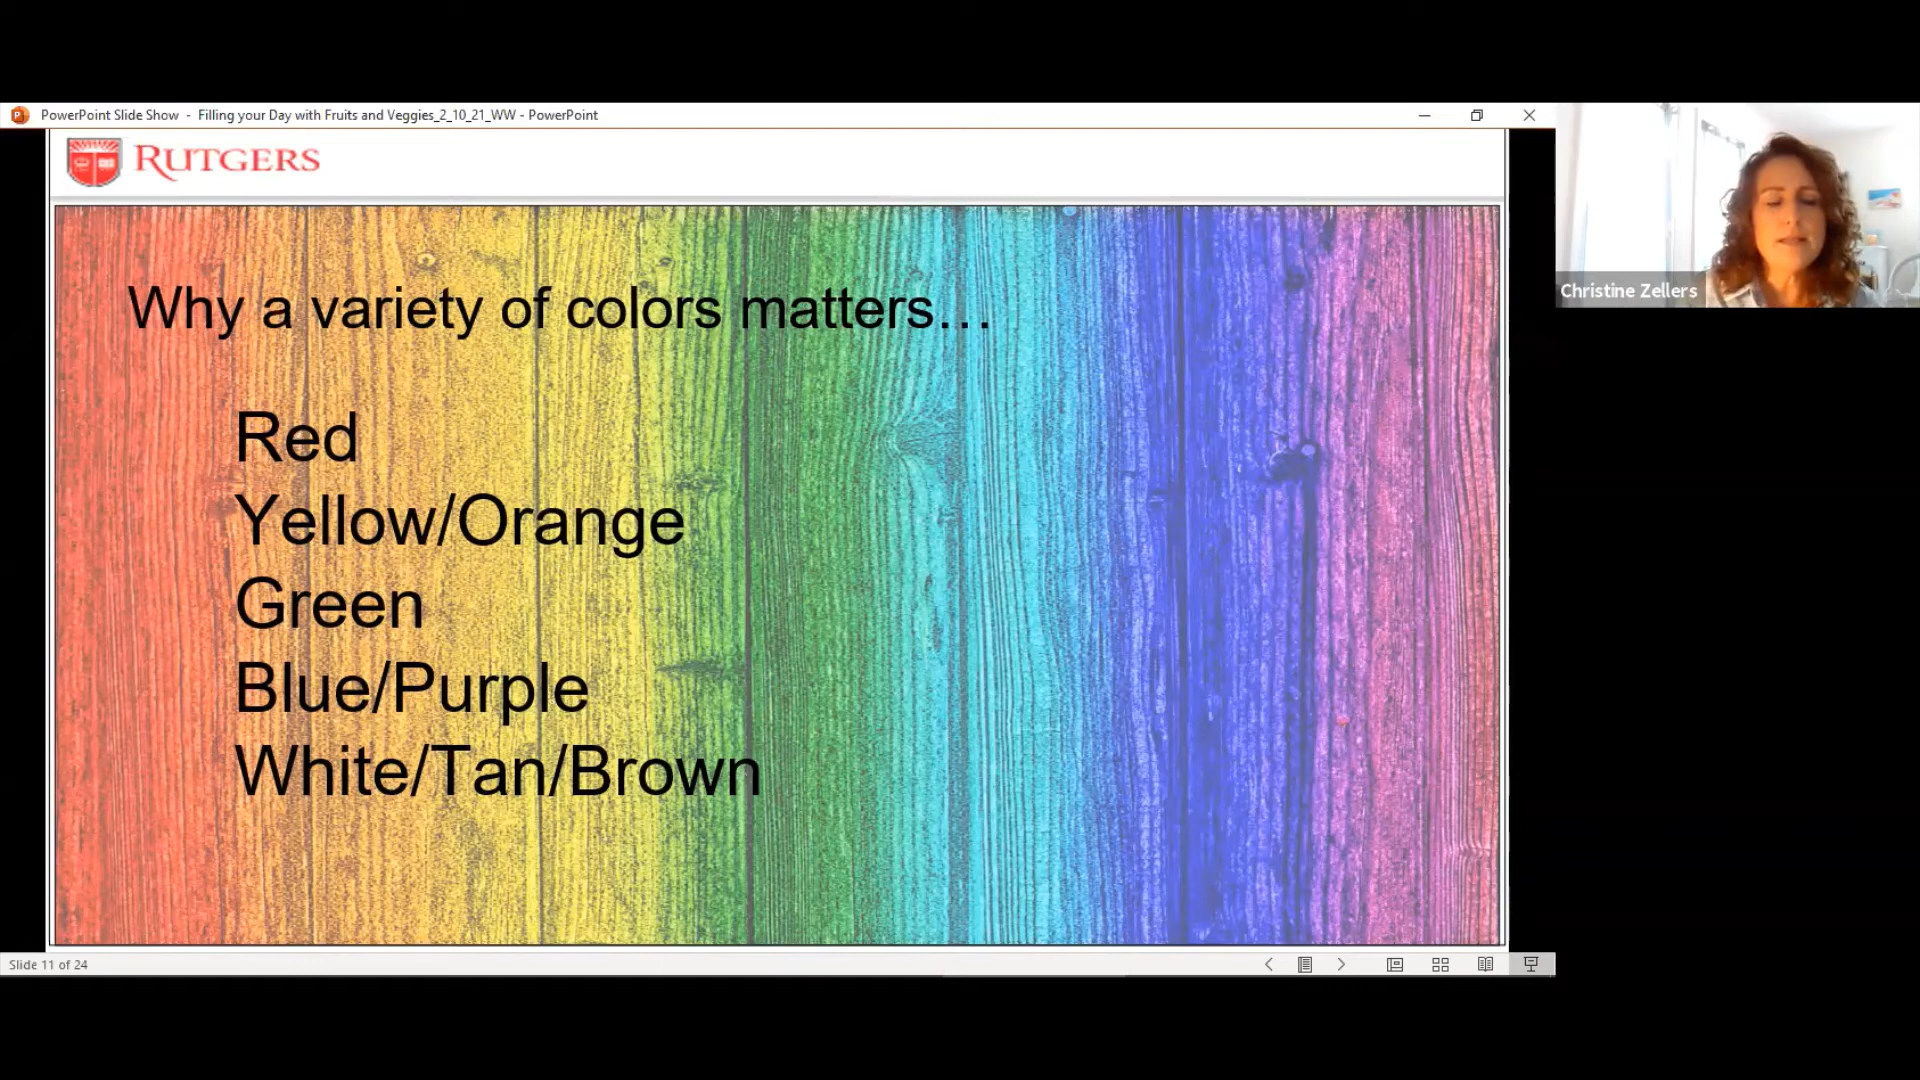 PowerPoint Slide Show - Filling your Day with Fruits and Veggies_2_10_21_WW - PowerPoint
RUTGERS
Christine Zellers
Why a variety of colors matters...
Red
Yellow/Orange
Green
Blue/Purple
White/Tan/Brown
Slide 11 of 24